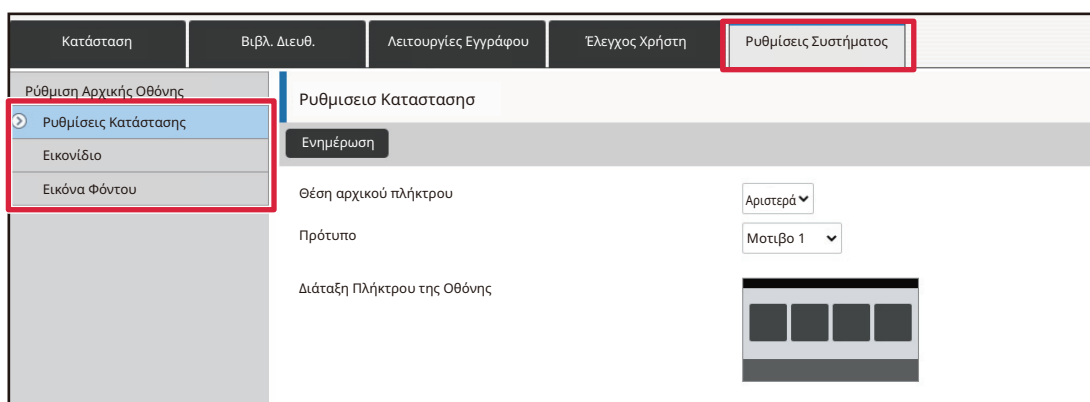 Κατάσταση Βιβλ. Διευθ. Λειτουργίες Εγγράφου Έλεγχος Χρήστη Ρυθμίσεις Συστήματος
Ρύθμιση Αρχικής Οθόνης
Ρυθμίσεις Κατάστασης
Εικονίδιο
Εικόνα Φόντου
Ρυθμισεισ Καταστασησ
Ενημέρωση
Θέση αρχικού πλήκτρου Αριστερά
Πρότυπο Μοτιβο 1
Διάταξη Πλήκτρου της Οθόνης